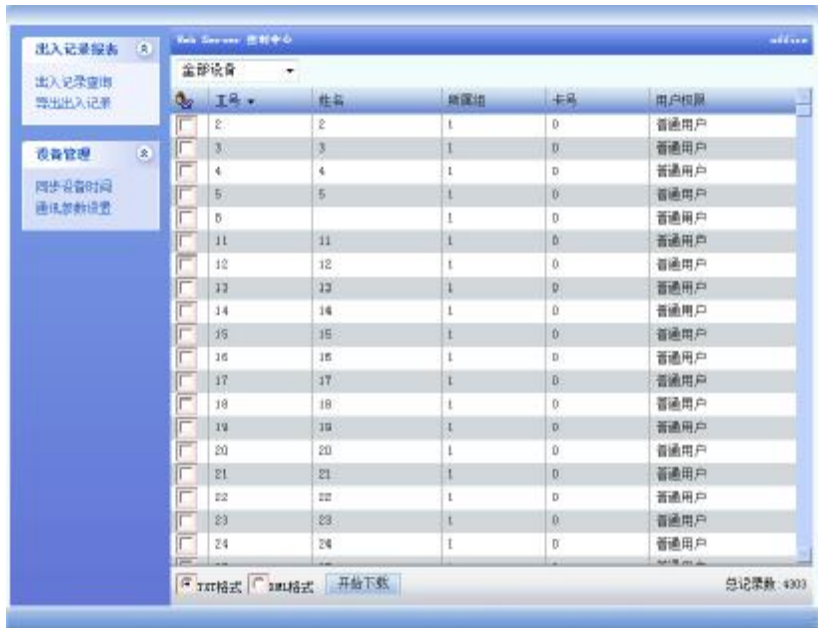 出入记录报表
出入记录查询
导出出入记录
设备管理
同步设备时间
通讯参数设置
Web Server 控制中心
全部设备
工号 姓名 所属组 卡号 用户权限
2 2 1 0 普通用户
3 3 1 0 普通用户
4 4 1 0 普通用户
5 5 1 0 普通用户
1 0 普通用户
11 11 1 0 普通用户
12 12 1 0 普通用户
13 13 1 0 普通用户
14 14 1 0 普通用户
15 15 1 0 普通用户
16 16 1 0 普通用户
17 17 1 0 普通用户
18 18 1 0 普通用户
19 19 1 0 普通用户
20 20 1 0 普通用户
21 21 1 0 普通用户
22 22 1 0 普通用户
23 23 1 0 普通用户
24 24 1 0 普通用户
TXT格式 XML格式 开始下载 总记录数:4303